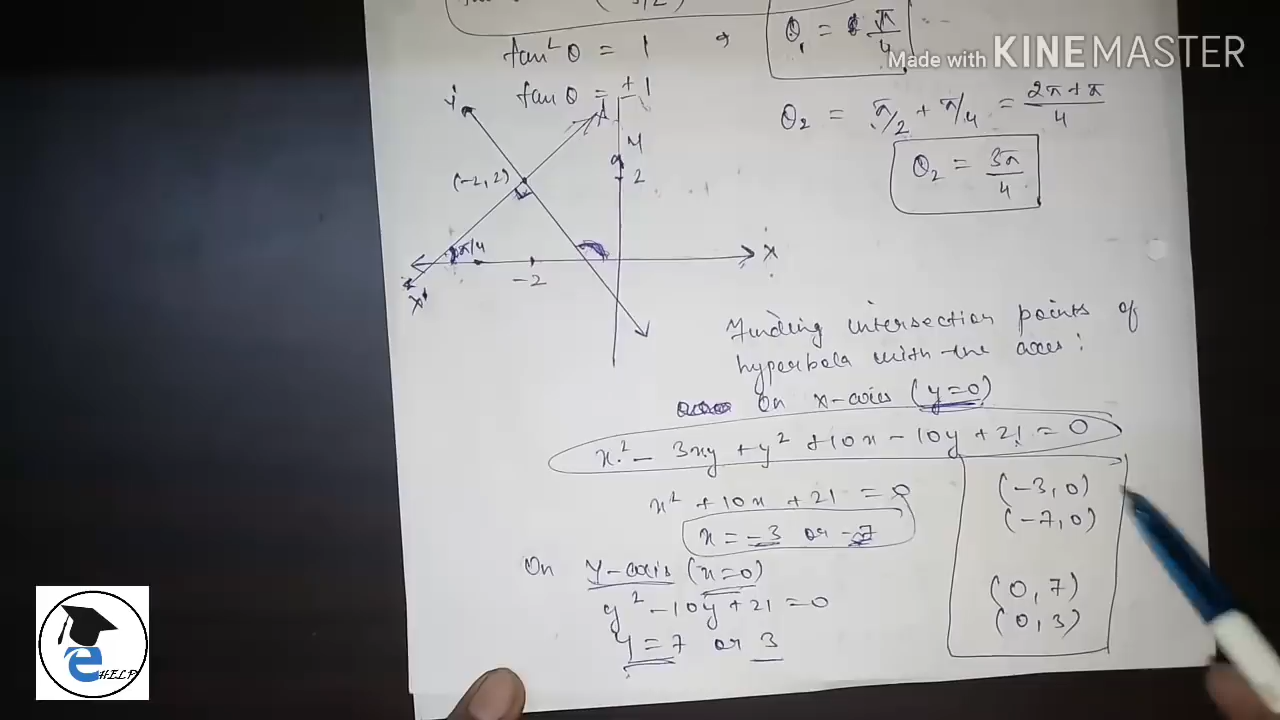 tan² θ = 1 → θ₁ = π/4
Made with KINEMASTER
tan θ = ± 1
θ₂ = π/2 + π/4 = 2π + π / 4
θ₂ = 3π/4
Y'
A
M
(-2, 2)
2
π/4
X
-2
X'
Finding intersection points of
hyperbola with the axes:
On x-axis (y=0)
x² - 3xy + y² + 10x - 10y + 21 = 0
x² + 10x + 21 = 0
x = -3 or -7
(-3, 0)
(-7, 0)
On y-axis (x=0)
y² - 10y + 21 = 0
y = 7 or 3
(0, 7)
(0, 3)
eHELP